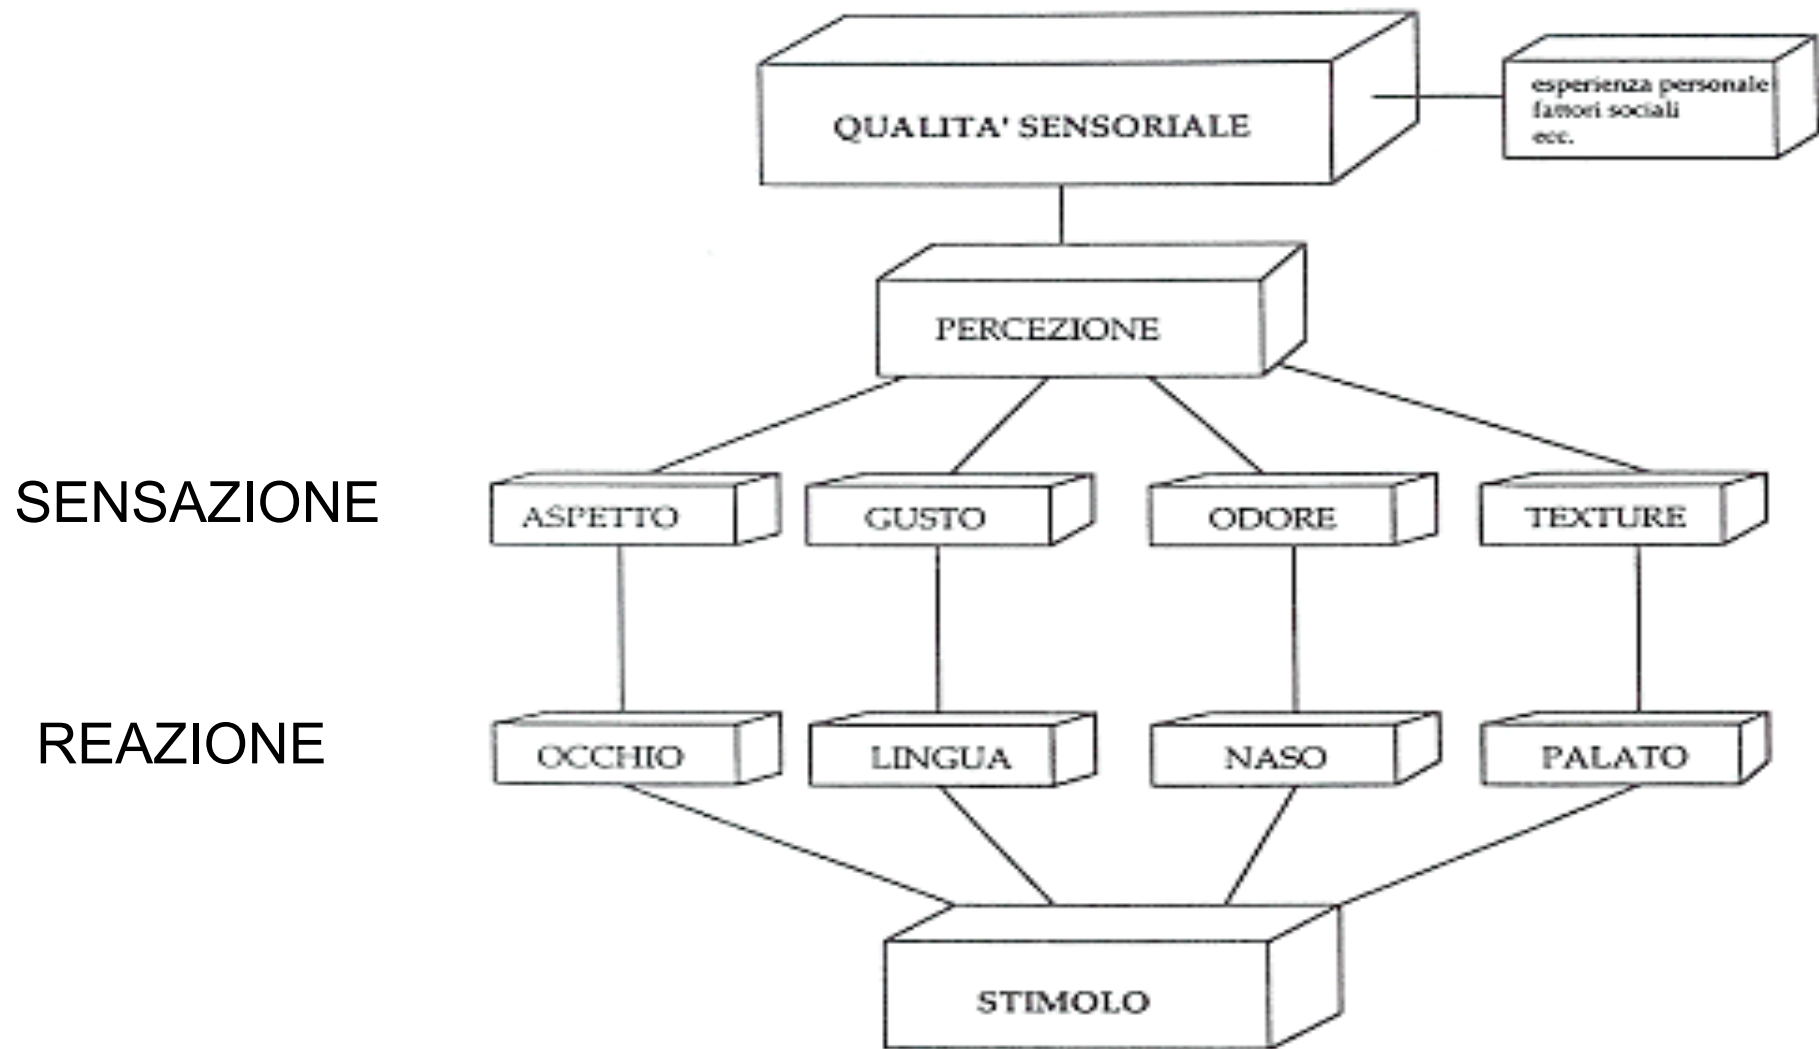 QUALITA' SENSORIALE
esperienza personale
fattori sociali
ecc.
PERCEZIONE
SENSAZIONE
ASPETTO
GUSTO
ODORE
TEXTURE
REAZIONE
OCCHIO
LINGUA
NASO
PALATO
STIMOLO